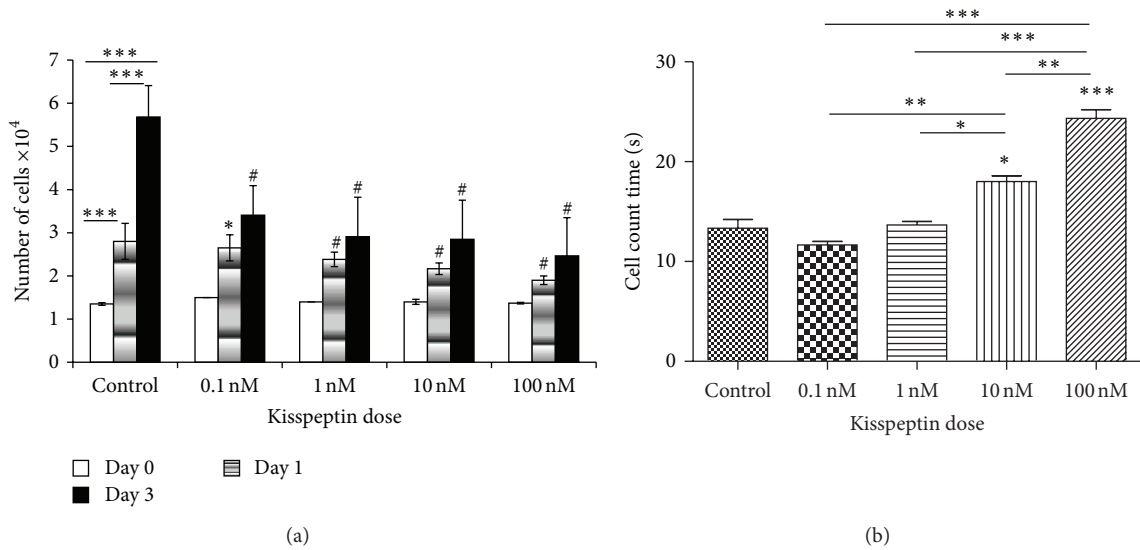 ***
***
***
*
#
#
#
#
#
#
#
7
6
5
4
3
2
1
0
Number of cells ×10⁴
Control
0.1 nM
1 nM
10 nM
100 nM
Kisspeptin dose
Day 0
Day 1
Day 3
(a)
***
***
**
**
*
*
***
30
20
10
0
Cell count time (s)
Control
0.1 nM
1 nM
10 nM
100 nM
Kisspeptin dose
(b)